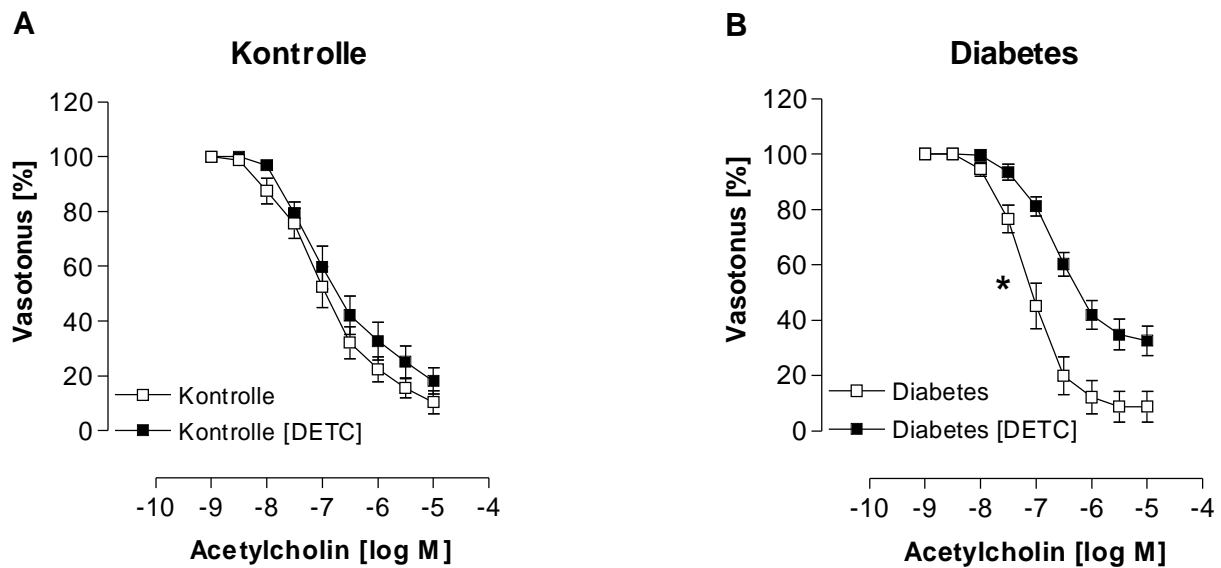 A
Kontrolle
120
100
80
60
40
20
0
Vasotonus [%]
Kontrolle
Kontrolle [DETC]
-10 -9 -8 -7 -6 -5 -4
Acetylcholin [log M]
B
Diabetes
120
100
80
60
40
20
0
Vasotonus [%]
*
Diabetes
Diabetes [DETC]
-10 -9 -8 -7 -6 -5 -4
Acetylcholin [log M]